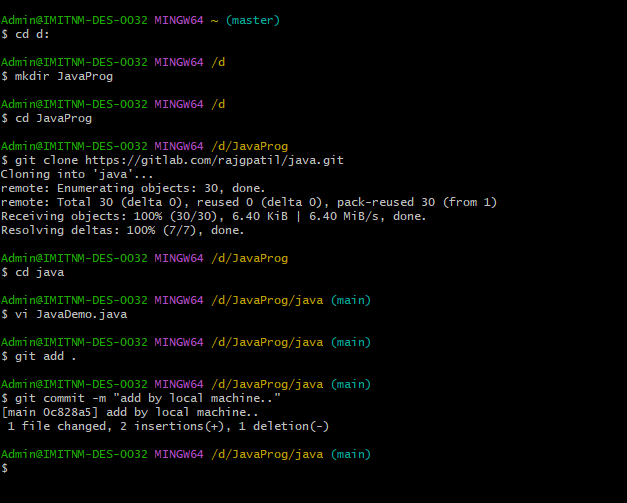 Admin@IMITNM-DES-0032 MINGW64 ~ (master)
$ cd d:
Admin@IMITNM-DES-0032 MINGW64 /d
$ mkdir JavaProg
Admin@IMITNM-DES-0032 MINGW64 /d
$ cd JavaProg
Admin@IMITNM-DES-0032 MINGW64 /d/JavaProg
$ git clone https://gitlab.com/rajgpatil/java.git
Cloning into 'java'...
remote: Enumerating objects: 30, done.
remote: Total 30 (delta 0), reused 0 (delta 0), pack-reused 30 (from 1)
Receiving objects: 100% (30/30), 6.40 KiB | 6.40 MiB/s, done.
Resolving deltas: 100% (7/7), done.
Admin@IMITNM-DES-0032 MINGW64 /d/JavaProg
$ cd java
Admin@IMITNM-DES-0032 MINGW64 /d/JavaProg/java (main)
$ vi JavaDemo.java
Admin@IMITNM-DES-0032 MINGW64 /d/JavaProg/java (main)
$ git add .
Admin@IMITNM-DES-0032 MINGW64 /d/JavaProg/java (main)
$ git commit -m "add by local machine.."
[main 0c828a5] add by local machine..
 1 file changed, 2 insertions(+), 1 deletion(-)
Admin@IMITNM-DES-0032 MINGW64 /d/JavaProg/java (main)
$